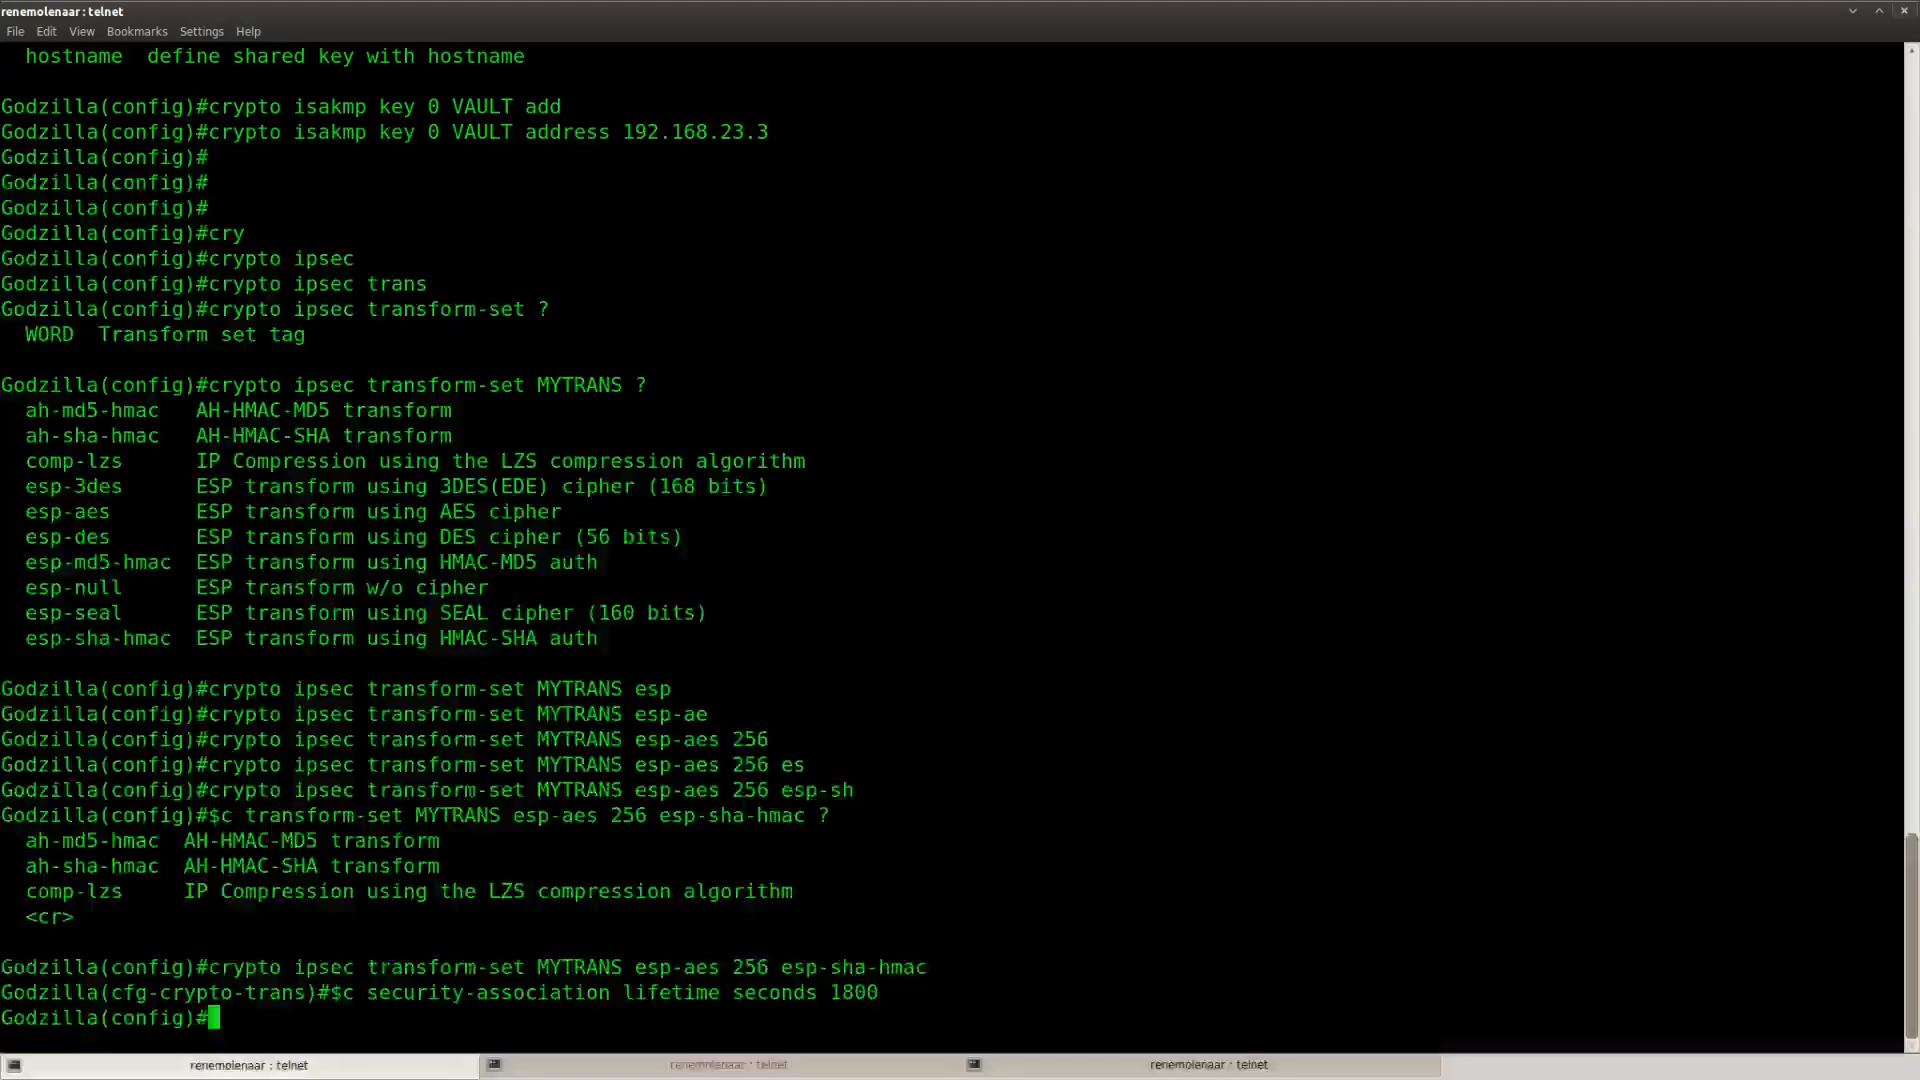 renemolenaar : telnet
File Edit View Bookmarks Settings Help
hostname  define shared key with hostname
Godzilla(config)#crypto isakmp key 0 VAULT add
Godzilla(config)#crypto isakmp key 0 VAULT address 192.168.23.3
Godzilla(config)#
Godzilla(config)#
Godzilla(config)#
Godzilla(config)#cry
Godzilla(config)#crypto ipsec
Godzilla(config)#crypto ipsec trans
Godzilla(config)#crypto ipsec transform-set ?
  WORD  Transform set tag
Godzilla(config)#crypto ipsec transform-set MYTRANS ?
  ah-md5-hmac   AH-HMAC-MD5 transform
  ah-sha-hmac   AH-HMAC-SHA transform
  comp-lzs      IP Compression using the LZS compression algorithm
  esp-3des      ESP transform using 3DES(EDE) cipher (168 bits)
  esp-aes       ESP transform using AES cipher
  esp-des       ESP transform using DES cipher (56 bits)
  esp-md5-hmac  ESP transform using HMAC-MD5 auth
  esp-null      ESP transform w/o cipher
  esp-seal      ESP transform using SEAL cipher (160 bits)
  esp-sha-hmac  ESP transform using HMAC-SHA auth
Godzilla(config)#crypto ipsec transform-set MYTRANS esp
Godzilla(config)#crypto ipsec transform-set MYTRANS esp-ae
Godzilla(config)#crypto ipsec transform-set MYTRANS esp-aes 256
Godzilla(config)#crypto ipsec transform-set MYTRANS esp-aes 256 es
Godzilla(config)#crypto ipsec transform-set MYTRANS esp-aes 256 esp-sh
Godzilla(config)#$c transform-set MYTRANS esp-aes 256 esp-sha-hmac ?
  ah-md5-hmac  AH-HMAC-MD5 transform
  ah-sha-hmac  AH-HMAC-SHA transform
  comp-lzs     IP Compression using the LZS compression algorithm
  <cr>
Godzilla(config)#crypto ipsec transform-set MYTRANS esp-aes 256 esp-sha-hmac
Godzilla(cfg-crypto-trans)#$c security-association lifetime seconds 1800
Godzilla(config)#
renemolenaar : telnet
renemolenaar : telnet
renemolenaar : telnet